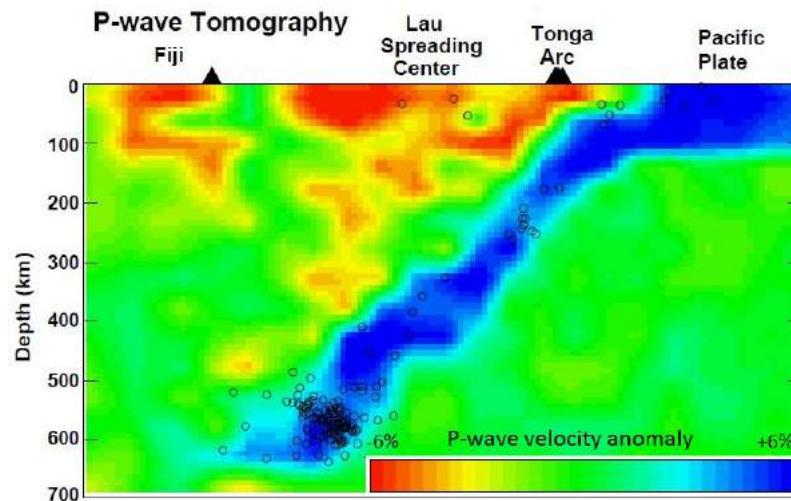 P-wave Tomography
Fiji
Lau
Spreading
Center
Tonga
Arc
Pacific
Plate
0
100
200
300
400
500
600
700
Depth (km)
-6% P-wave velocity anomaly +6%